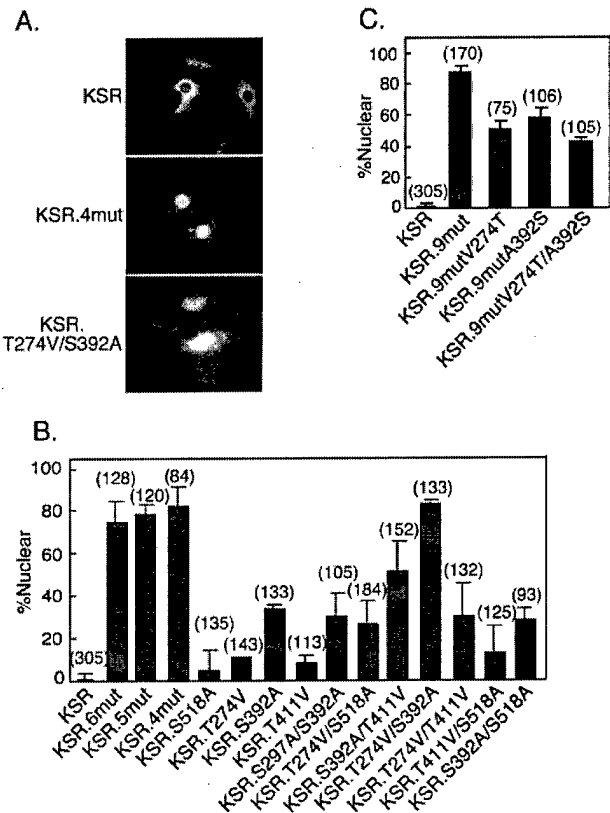 A.
KSR
KSR.4mut
KSR.
T274V/S392A
C.
%Nuclear
100
80
60
40
20
0
(305)
(170)
(75)
(106)
(105)
KSR
KSR.9mut
KSR.9mutV274T
KSR.9mutA392S
KSR.9mutV274T/A392S
B.
%Nuclear
100
80
60
40
20
0
(305)
(128)
(120)
(84)
(135)
(143)
(133)
(113)
(105)
(184)
(152)
(133)
(132)
(125)
(93)
KSR
KSR.6mut
KSR.5mut
KSR.4mut
KSR.S518A
KSR.T274V
KSR.S392A
KSR.T411V
KSR.S297A/S392A
KSR.T274V/S518A
KSR.S392A/T411V
KSR.T274V/S392A
KSR.T274V/T411V
KSR.T411V/S518A
KSR.S392A/S518A